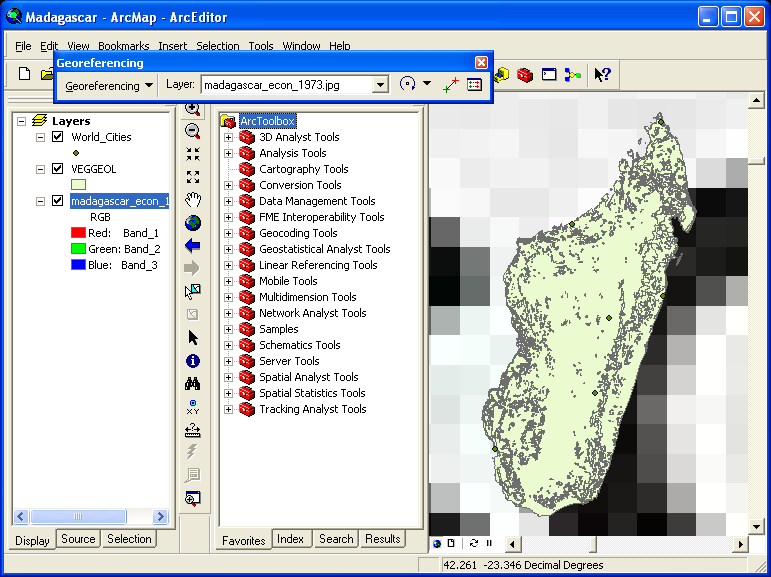 Madagascar - ArcMap - ArcEditor
File Edit View Bookmarks Insert Selection Tools Window Help
Georeferencing
Georeferencing Layer: madagascar_econ_1973.jpg
Layers
World_Cities
VEGGEOL
madagascar_econ_1
RGB
Red: Band_1
Green: Band_2
Blue: Band_3
XY
ArcToolbox
3D Analyst Tools
Analysis Tools
Cartography Tools
Conversion Tools
Data Management Tools
FME Interoperability Tools
Geocoding Tools
Geostatistical Analyst Tools
Linear Referencing Tools
Mobile Tools
Multidimension Tools
Network Analyst Tools
Samples
Schematics Tools
Server Tools
Spatial Analyst Tools
Spatial Statistics Tools
Tracking Analyst Tools
Display Source Selection
Favorites Index Search Results
42.261 -23.346 Decimal Degrees